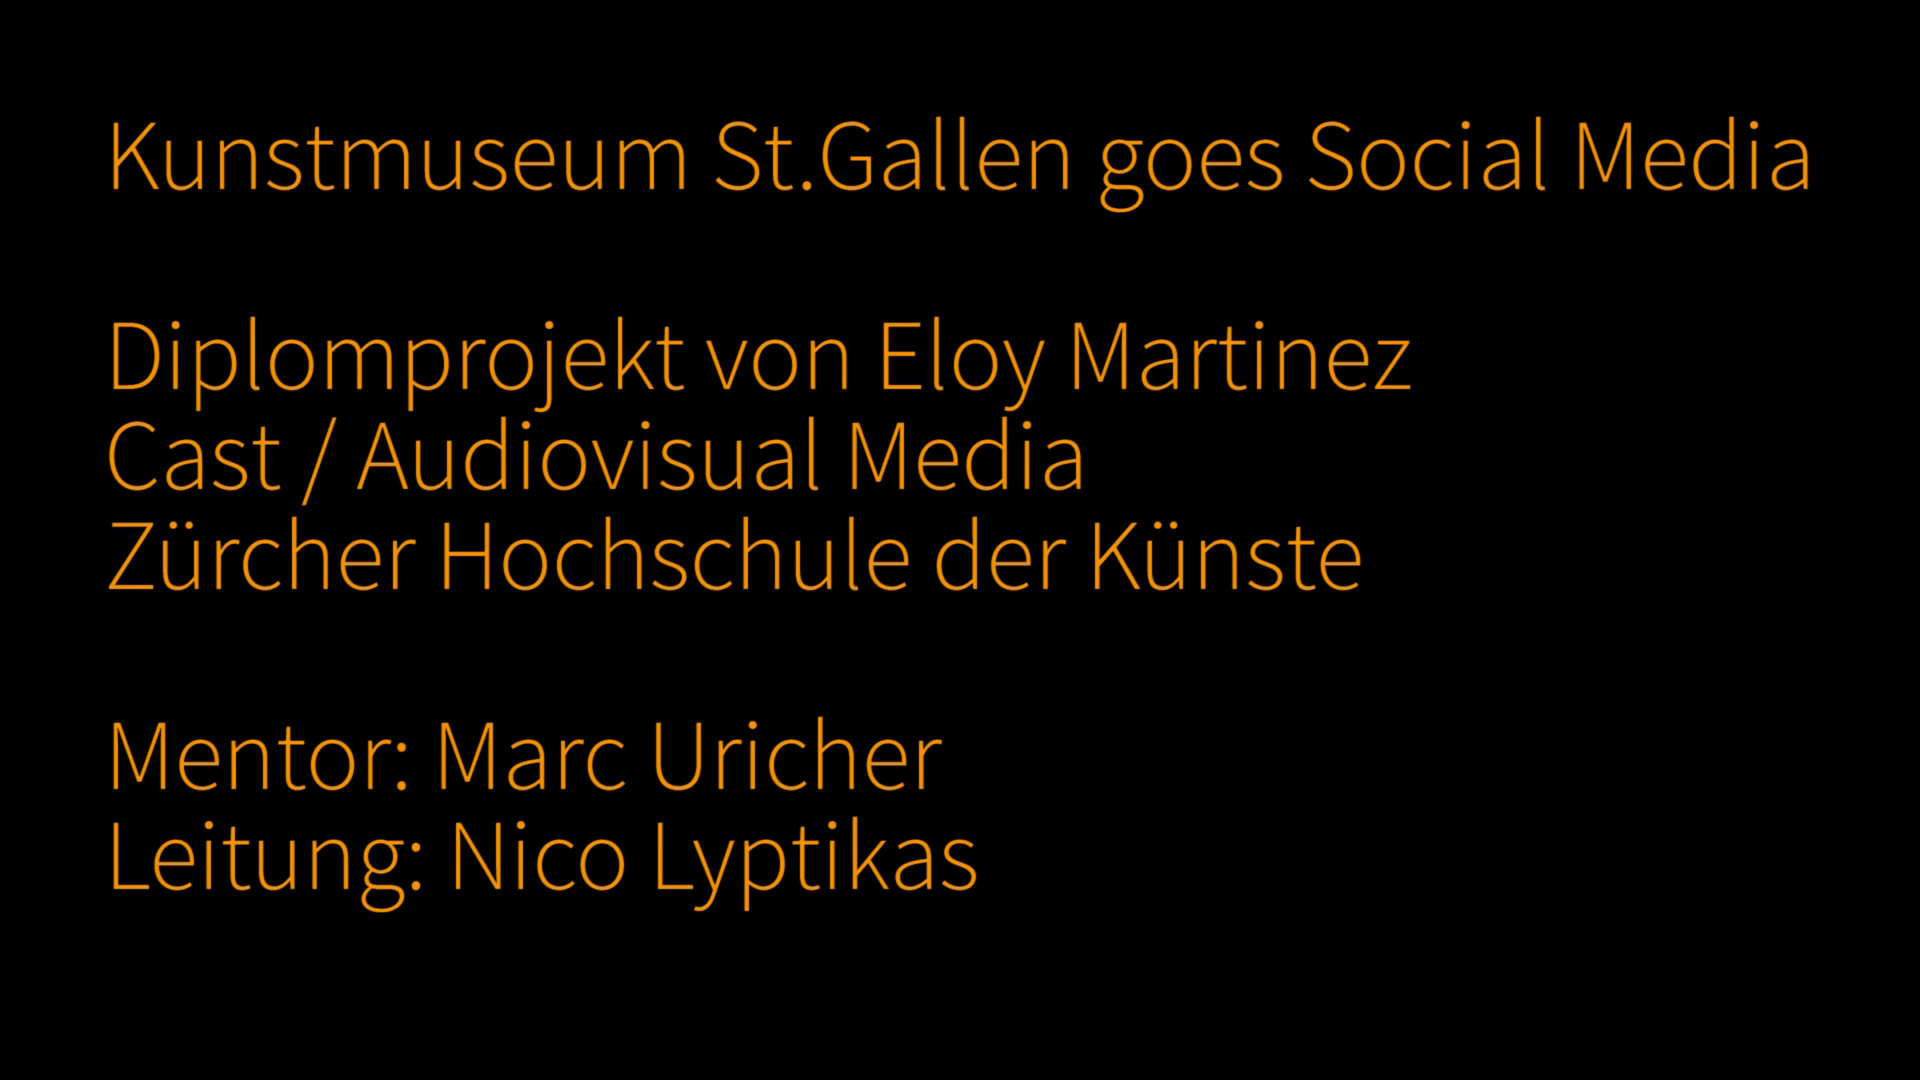 Kunstmuseum St.Gallen goes Social Media
Diplomprojekt von Eloy Martinez
Cast / Audiovisual Media
Zürcher Hochschule der Künste
Mentor: Marc Uricher
Leitung: Nico Lyptikas